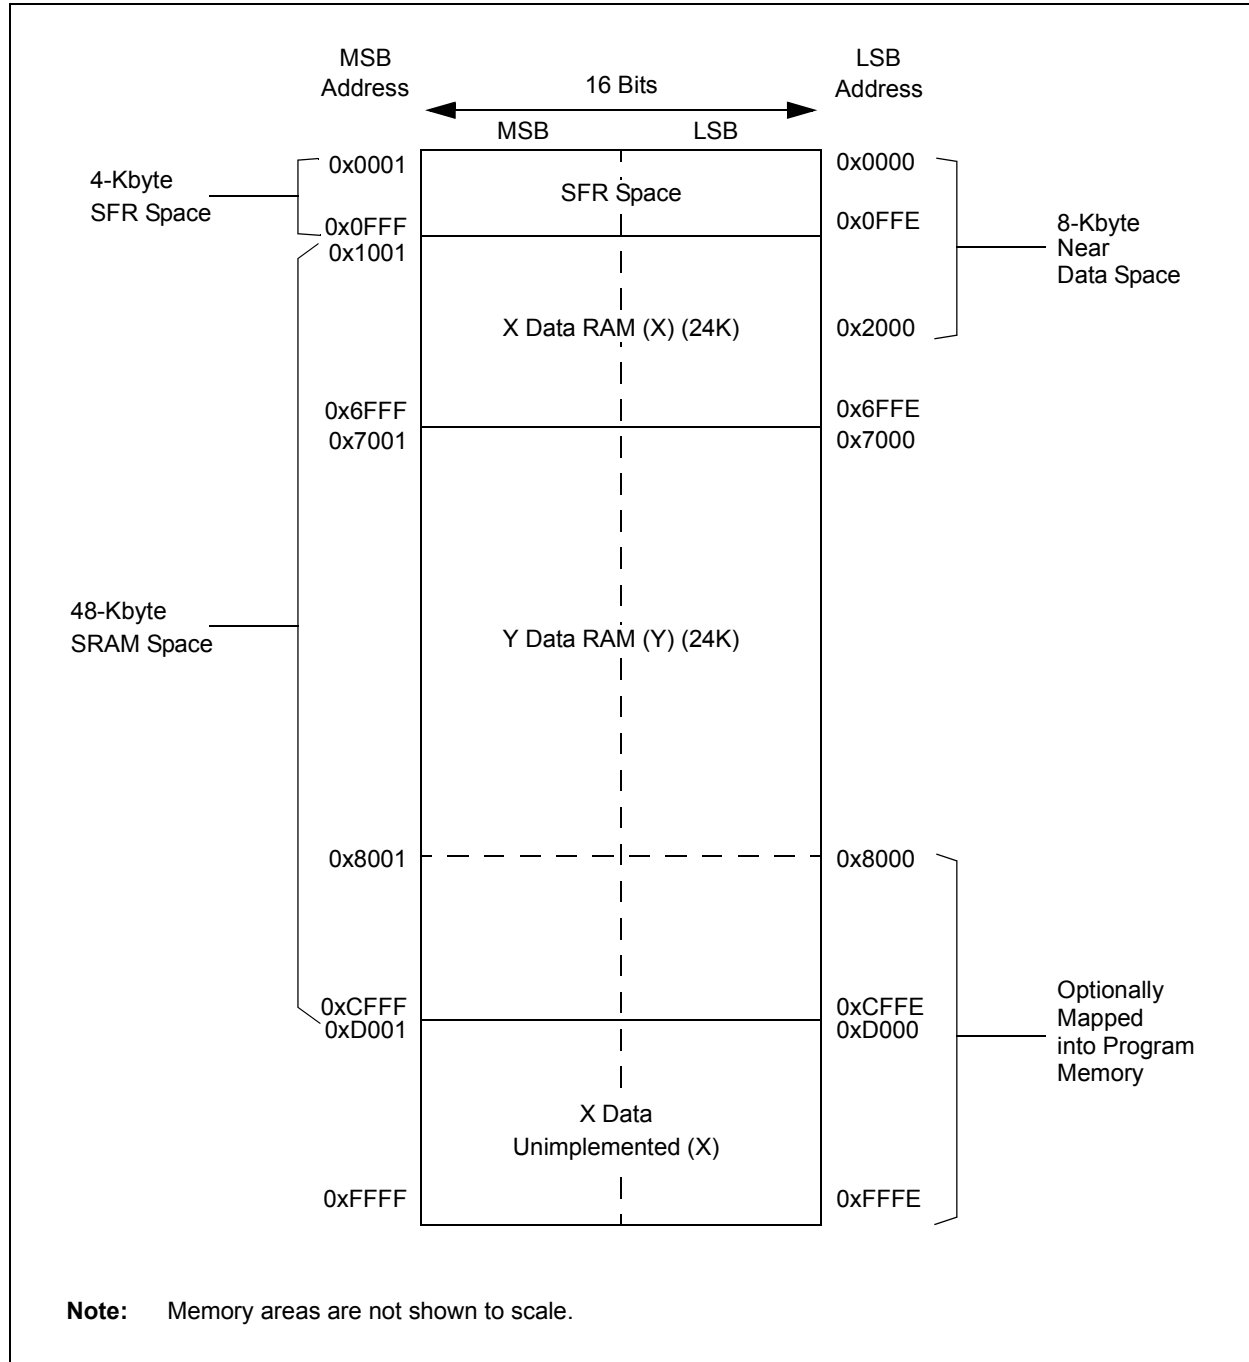 MSB
Address
16 Bits
LSB
Address
MSB
LSB
4-Kbyte
SFR Space
0x0001
0x0FFF
0x1001
SFR Space
0x0000
0x0FFE
8-Kbyte
Near
Data Space
X Data RAM (X) (24K)
0x2000
0x6FFF
0x7001
0x6FFE
0x7000
48-Kbyte
SRAM Space
Y Data RAM (Y) (24K)
0x8001
0x8000
0xCFFF
0xD001
0xCFFE
0xD000
Optionally
Mapped
into Program
Memory
X Data
Unimplemented (X)
0xFFFF
0xFFFE
Note: Memory areas are not shown to scale.